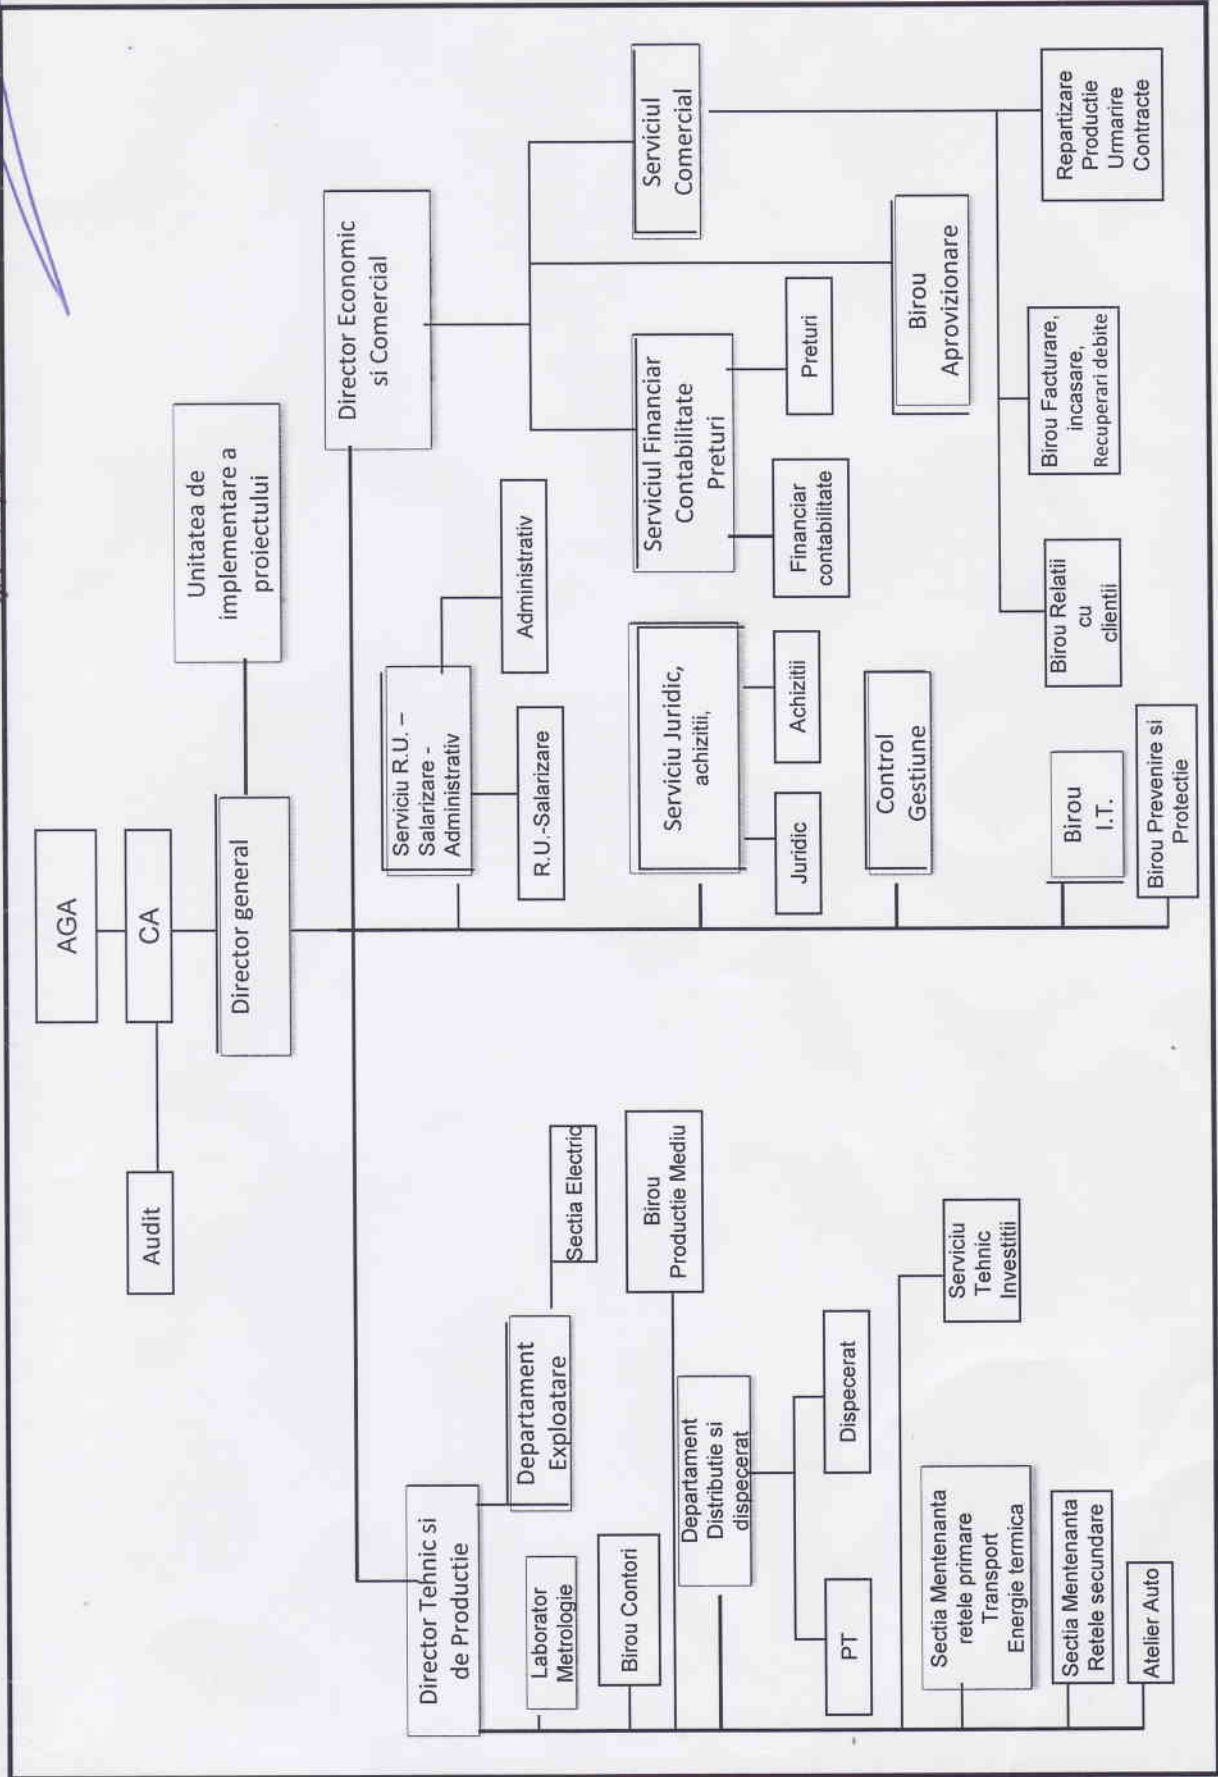 AGA
CA
Audit
Director general
Unitatea de
implementare a
proiectului
Director Economic
si Comercial
Director Tehnic si
de Productie
Serviciu R.U. –
Salarizare -
Administrativ
Administrativ
R.U.-Salarizare
Departament
Exploatare
Sectia Electric
Laborator
Metrologie
Birou Contori
Birou
Productie Mediu
Serviciu Juridic,
achizitii,
Juridic
Achizitii
Serviciul Financiar
Contabilitate
Preturi
Financiar
contabilitate
Preturi
Serviciul
Comercial
Departament
Distributie si
dispecerat
PT
Dispecerat
Control
Gestiune
Birou
Aprovizionare
Sectia Mentenanta
retele primare
Transport
Energie termica
Serviciu
Tehnic
Investitii
Sectia Mentenanta
Retele secundare
Atelier Auto
Birou
I.T.
Birou Prevenire si
Protectie
Birou Relatii
cu
clientii
Birou Facturare,
incasare,
Recuperari debite
Repartizare
Productie
Urmarire
Contracte